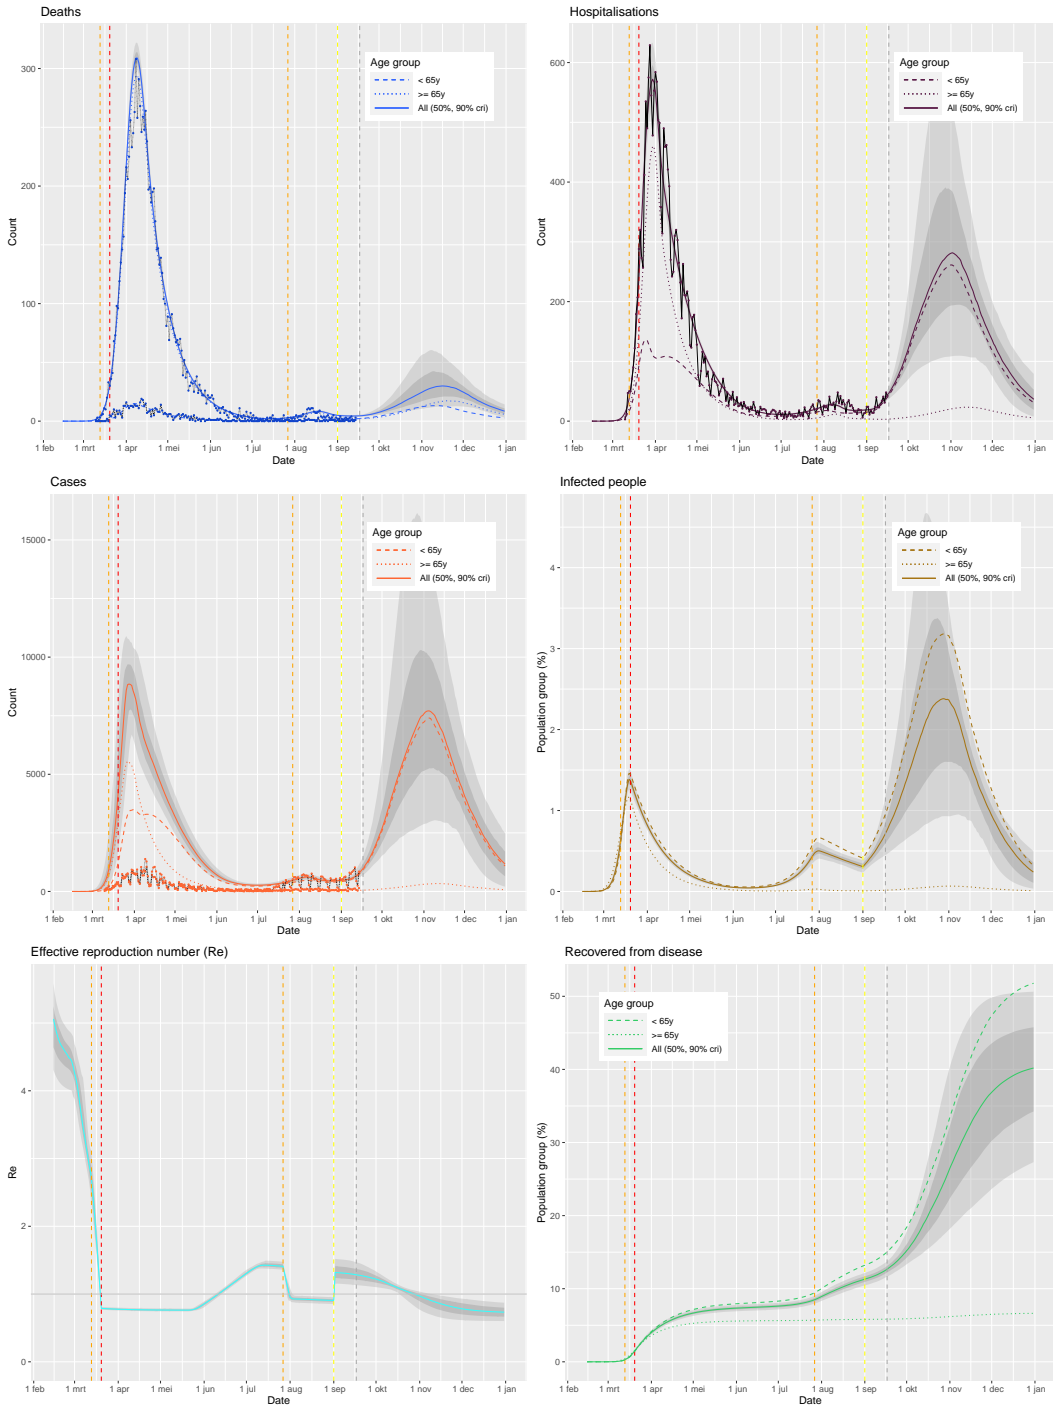 Deaths
300
200
100
0
Count
1 feb 1 mrt 1 apr 1 mei 1 jun 1 jul 1 aug 1 sep 1 okt 1 nov 1 dec 1 jan
Date
Age group
< 65y
>= 65y
All (50%, 90% cri)
Hospitalisations
600
400
200
0
Count
1 feb 1 mrt 1 apr 1 mei 1 jun 1 jul 1 aug 1 sep 1 okt 1 nov 1 dec 1 jan
Date
Age group
< 65y
>= 65y
All (50%, 90% cri)
Cases
15000
10000
5000
0
Count
1 feb 1 mrt 1 apr 1 mei 1 jun 1 jul 1 aug 1 sep 1 okt 1 nov 1 dec 1 jan
Date
Age group
< 65y
>= 65y
All (50%, 90% cri)
Infected people
4
3
2
1
0
Population group (%)
1 feb 1 mrt 1 apr 1 mei 1 jun 1 jul 1 aug 1 sep 1 okt 1 nov 1 dec 1 jan
Date
Age group
< 65y
>= 65y
All (50%, 90% cri)
Effective reproduction number (Re)
4
2
0
Re
1 feb 1 mrt 1 apr 1 mei 1 jun 1 jul 1 aug 1 sep 1 okt 1 nov 1 dec 1 jan
Date
Recovered from disease
50
40
30
20
10
0
Population group (%)
1 feb 1 mrt 1 apr 1 mei 1 jun 1 jul 1 aug 1 sep 1 okt 1 nov 1 dec 1 jan
Date
Age group
< 65y
>= 65y
All (50%, 90% cri)